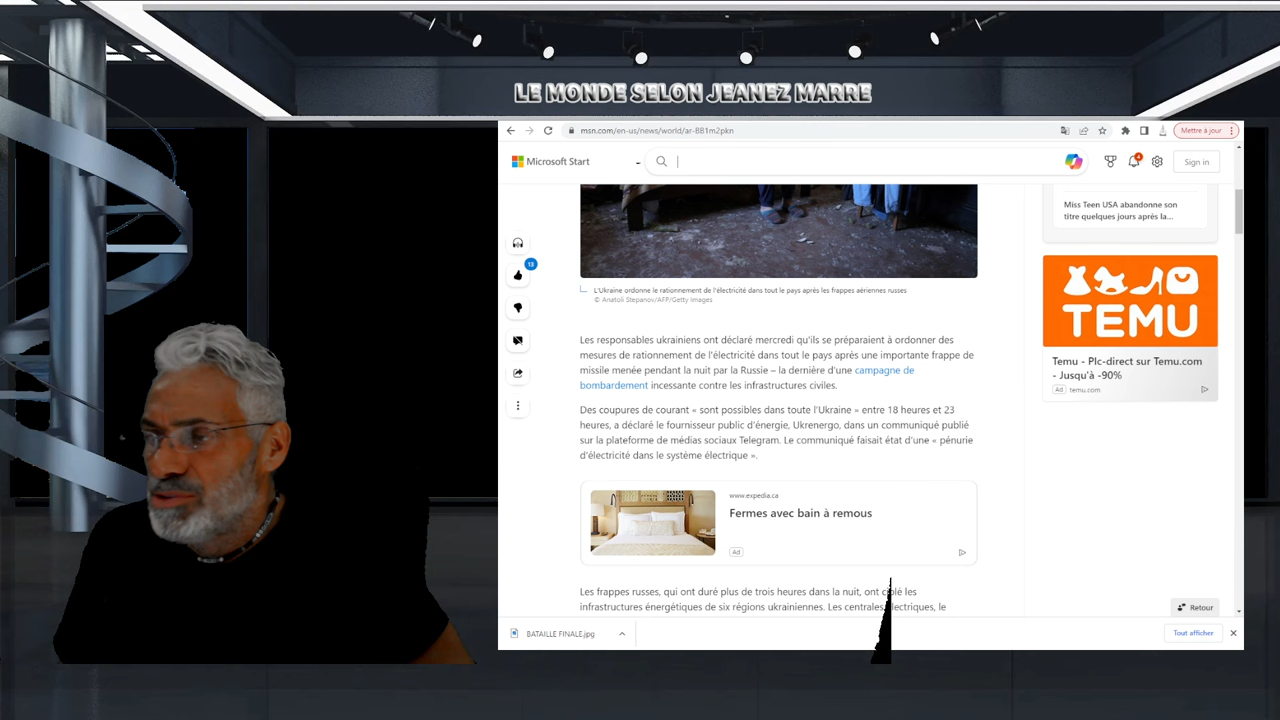 LE MONDE SELON JEANEZ MARRE
msn.com/en-us/news/world/ar-BB1m2pkn
Mettre à jour
Microsoft Start
4
Sign in
Miss Teen USA abandonne son
titre quelques jours après la...
13
L'Ukraine ordonne le rationnement de l'électricité dans tout le pays après les frappes aériennes russes
© Anatoli Stepanov/AFP/Getty Images
TEMU
Temu - Plc-direct sur Temu.com
- Jusqu'à -90%
Ad temu.com
Les responsables ukrainiens ont déclaré mercredi qu'ils se préparaient à ordonner des
mesures de rationnement de l'électricité dans tout le pays après une importante frappe de
missile menée pendant la nuit par la Russie – la dernière d'une campagne de
bombardement incessante contre les infrastructures civiles.
Des coupures de courant « sont possibles dans toute l'Ukraine » entre 18 heures et 23
heures, a déclaré le fournisseur public d'énergie, Ukrenergo, dans un communiqué publié
sur la plateforme de médias sociaux Telegram. Le communiqué faisait état d'une « pénurie
d'électricité dans le système électrique ».
www.expedia.ca
Fermes avec bain à remous
Ad
Les frappes russes, qui ont duré plus de trois heures dans la nuit, ont les
infrastructures énergétiques de six régions ukrainiennes. Les centrales le
Retour
BATAILLE FINALE.jpg
Tout afficher